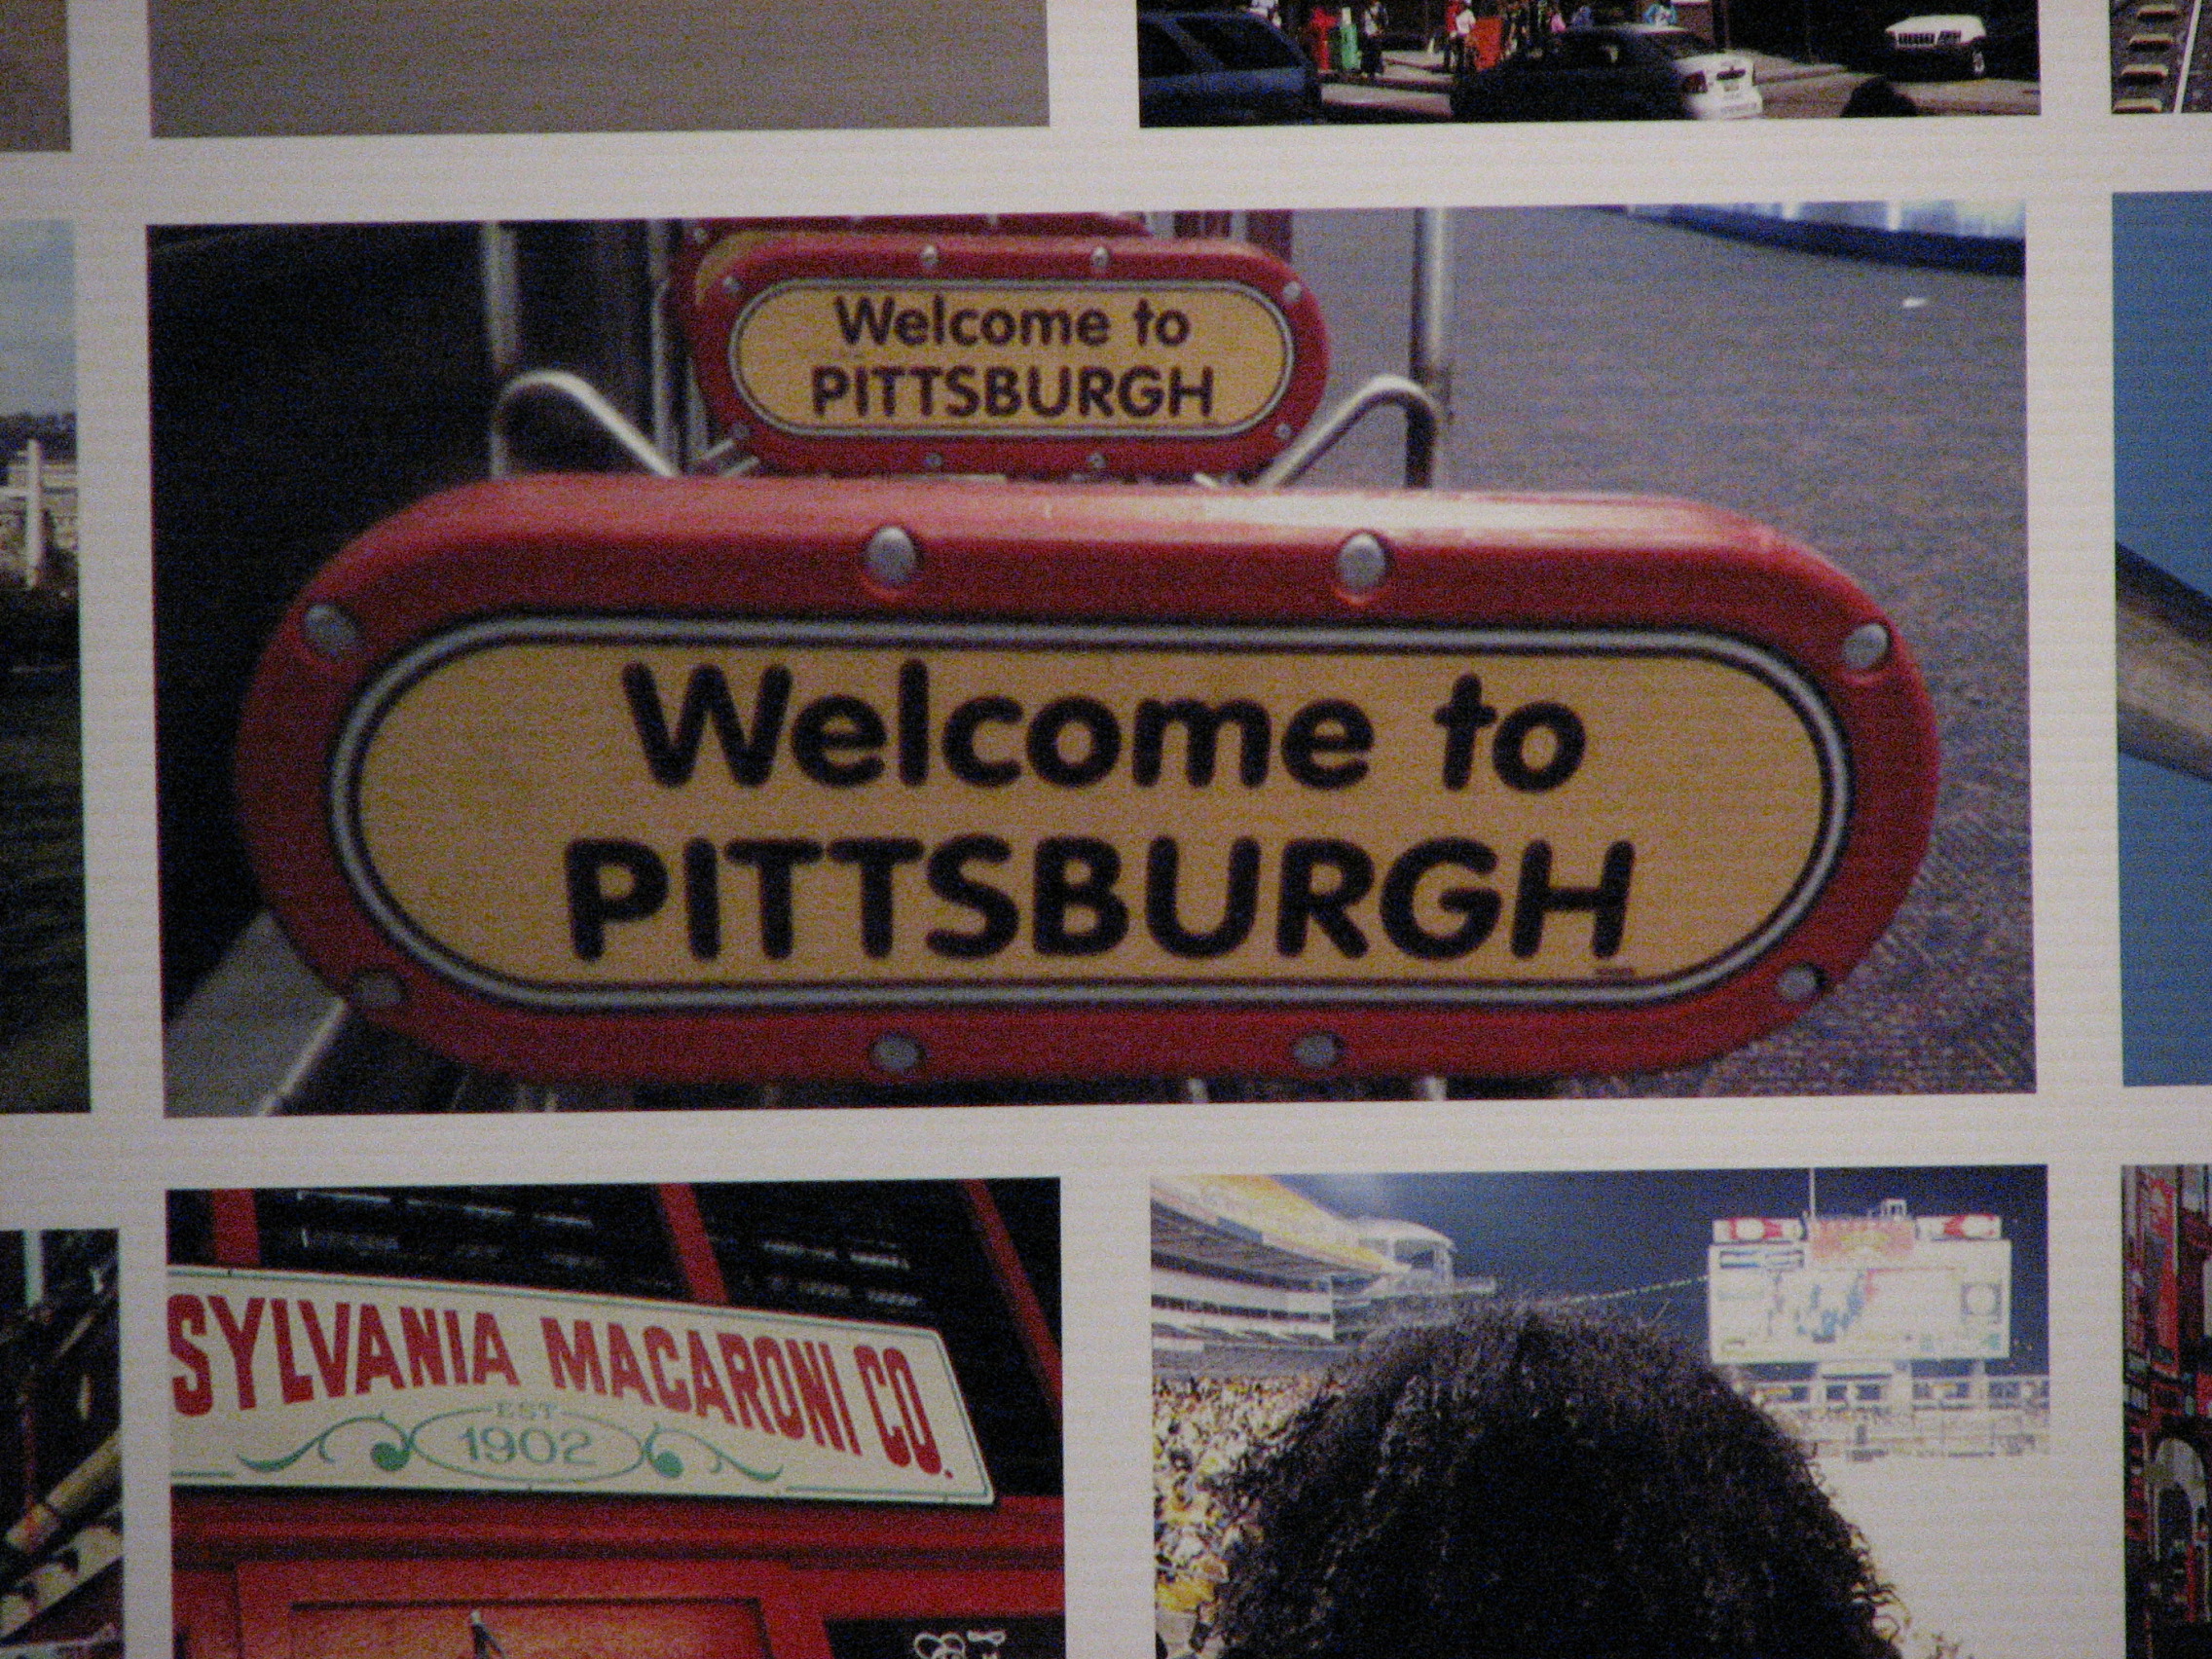 Welcome to
PITTSBURGH
Welcome to
PITTSBURGH
SYLVANIA MACARONI CO.
EST
1902